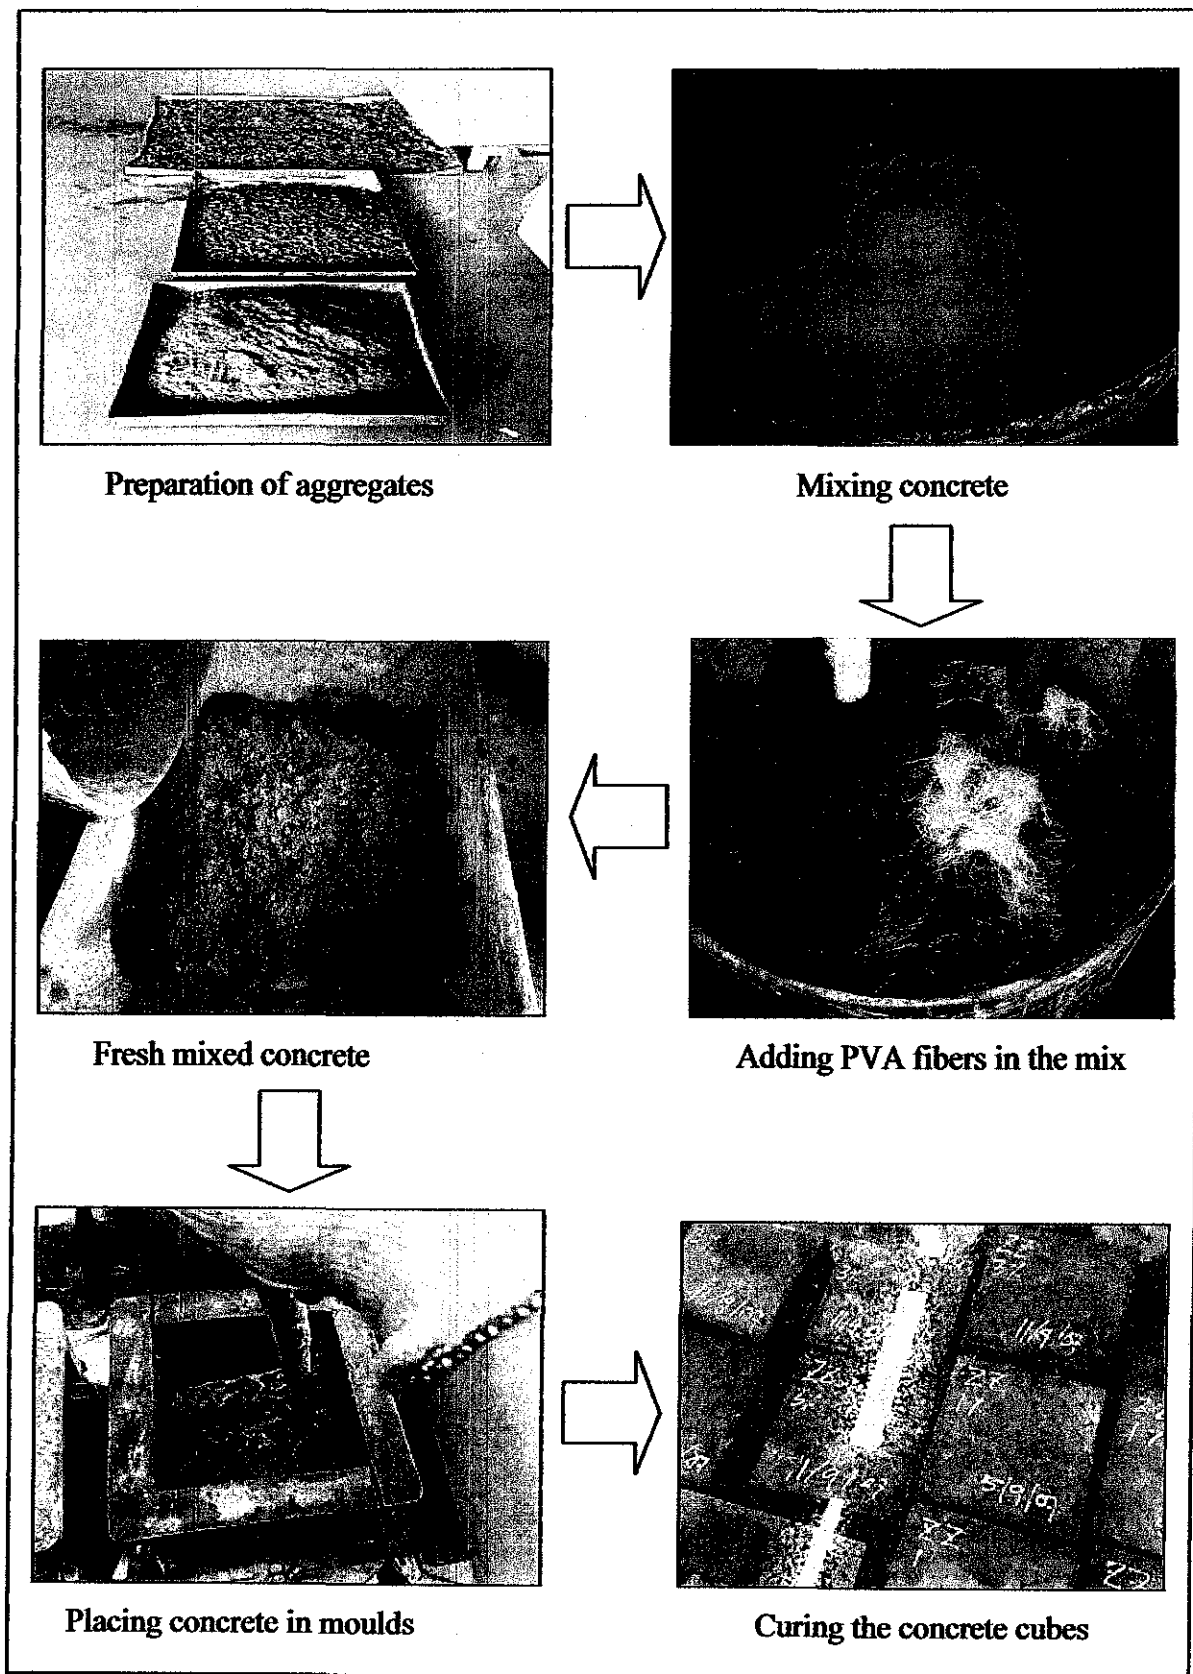 Preparation of aggregates
Mixing concrete
Adding PVA fibers in the mix
Fresh mixed concrete
Placing concrete in moulds
Curing the concrete cubes